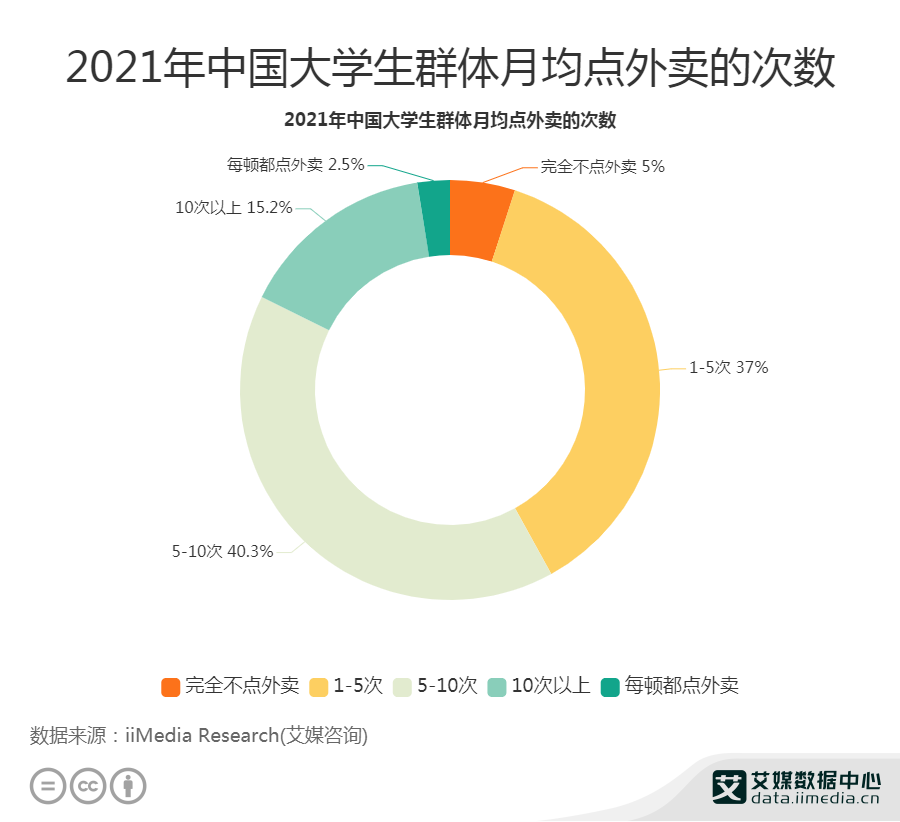 2021年中国大学生群体月均点外卖的次数
2021年中国大学生群体月均点外卖的次数
每顿都点外卖 2.5%
完全不点外卖 5%
10次以上 15.2%
1-5次 37%
5-10次 40.3%
完全不点外卖 1-5次 5-10次 10次以上 每顿都点外卖
数据来源：iiMedia Research(艾媒咨询)
cc
艾 艾媒数据中心
data.iimedia.cn